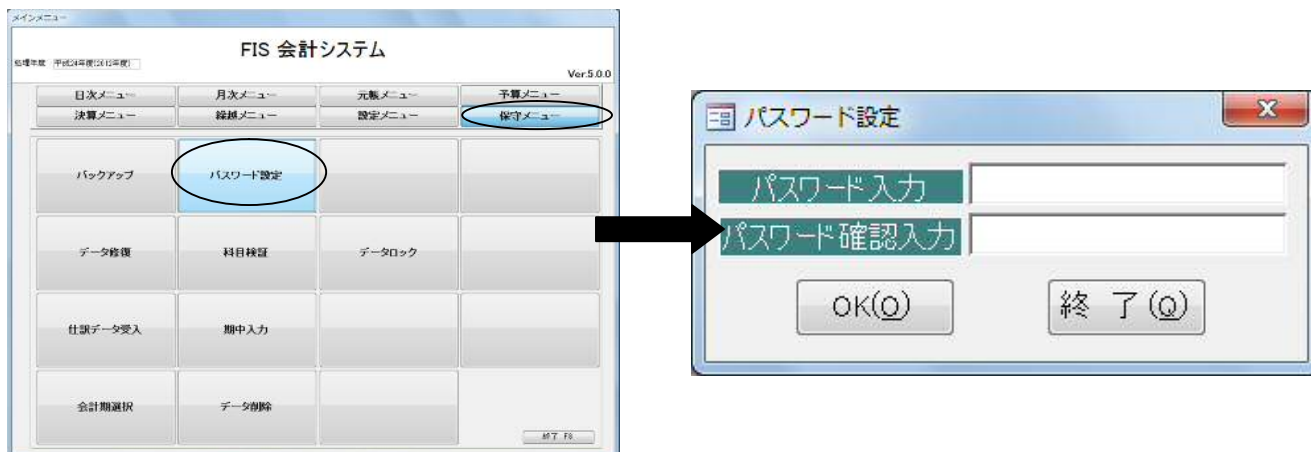 メインメニュー
FIS 会計システム
処理年度 平成24年度(2012年度)
Ver.5.0.0
日次メニュー 月次メニュー 元帳メニュー 予算メニュー
決算メニュー 繰越メニュー 設定メニュー 保守メニュー
バックアップ パスワード設定
データ修復 科目検証 データロック
仕訳データ受入 期中入力
会計期選択 データ削除
終了 F8
パスワード設定
パスワード入力
パスワード確認入力
OK(O) 終 了(Q)